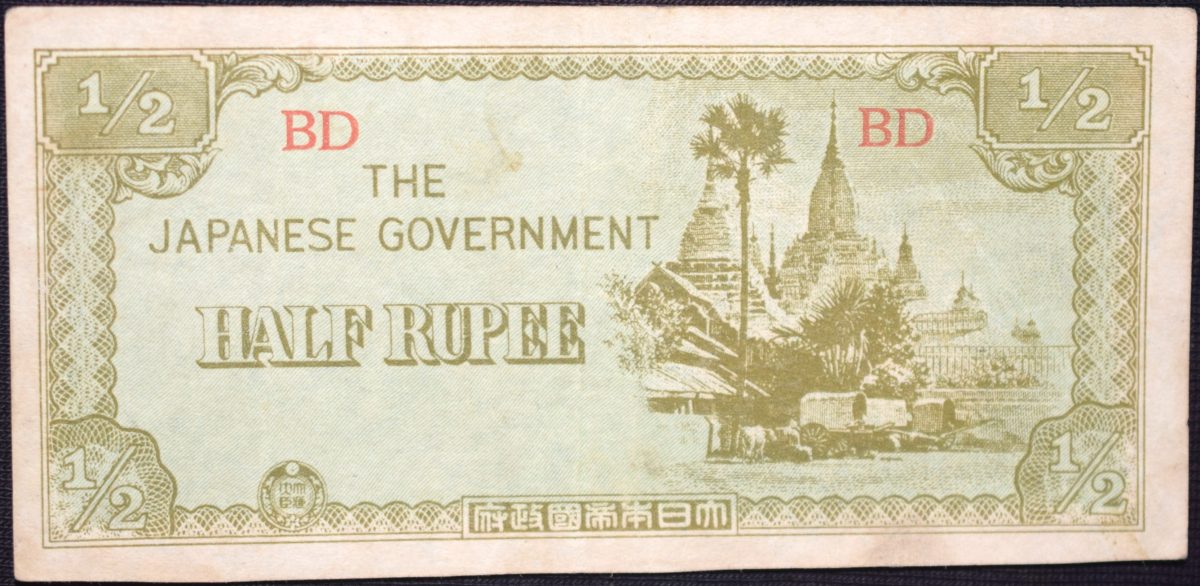 1/2
1/2
BD
BD
THE
JAPANESE GOVERNMENT
HALF RUPEE
1/2
1/2
大日本帝國政府